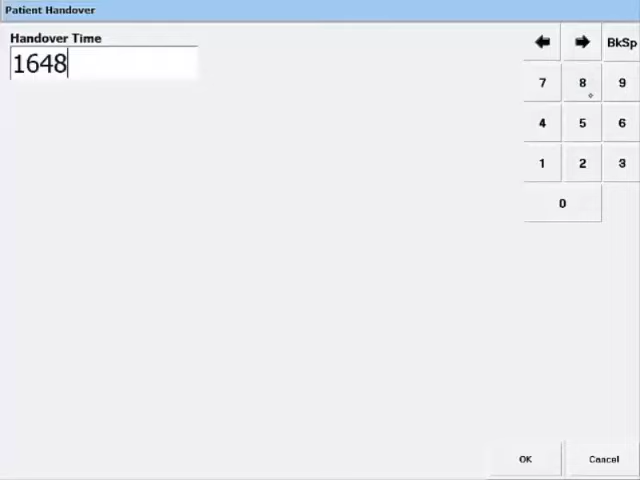 Patient Handover
Handover Time
1648
BkSp
7 8 9
4 5 6
1 2 3
0
OK Cancel